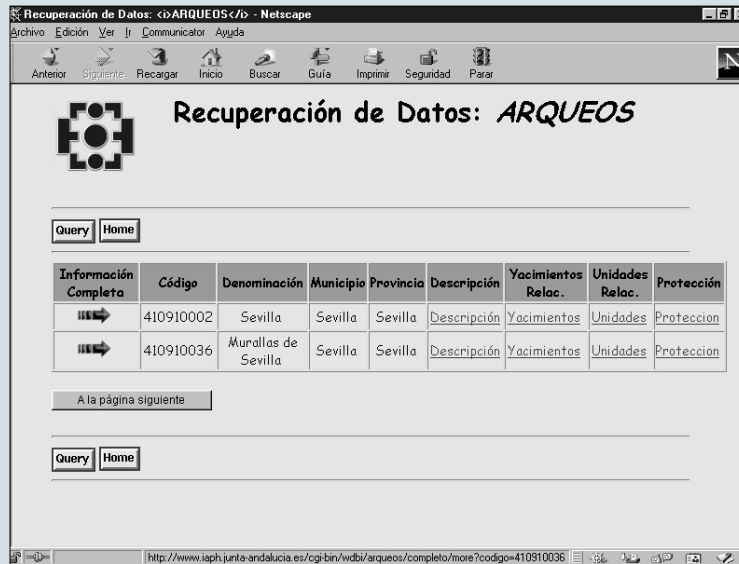 Recuperación de Datos: <i>ARQUEOS</i> - Netscape
Archivo Edición Ver Ir Communicator Ayuda
Anterior Siguiente Recargar Inicio Buscar Guía Imprimir Seguridad Parar
N
Recuperación de Datos: ARQUEOS
Query Home
Información Completa Código Denominación Municipio Provincia Descripción Yacimientos Relac. Unidades Relac. Protección
410910002 Sevilla Sevilla Sevilla Descripción Yacimientos Unidades Proteccion
410910036 Murallas de Sevilla Sevilla Sevilla Descripción Yacimientos Unidades Proteccion
A la página siguiente
Query Home
http://www.iaph.junta-andalucia.es/cgi-bin/wdbi/arqueos/completo/more?codigo=410910036